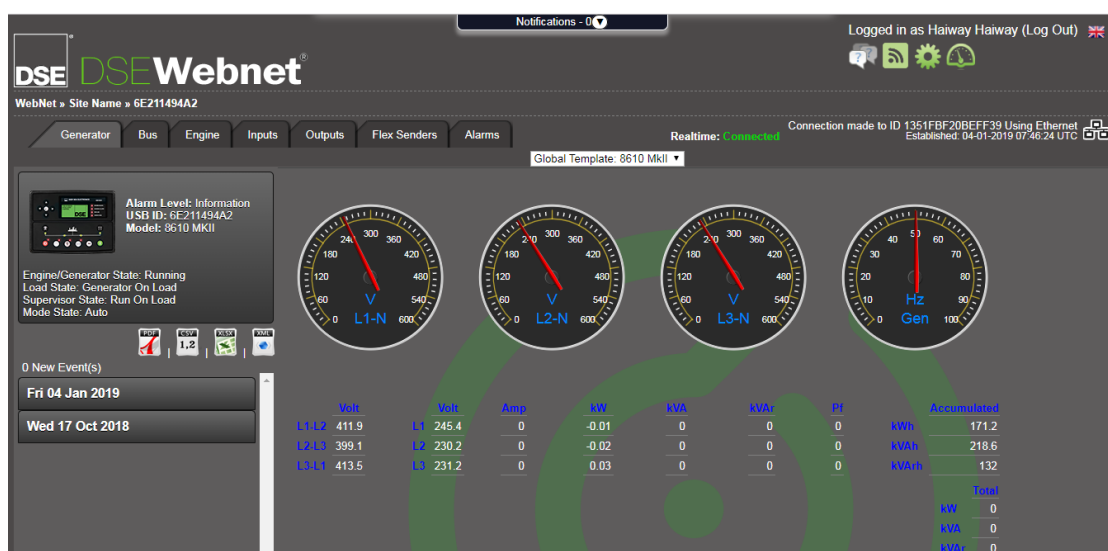 Notifications - 0
Logged in as Haiway Haiway (Log Out)
DSE DSEWebnet®
WebNet » Site Name » 6E211494A2
Generator Bus Engine Inputs Outputs Flex Senders Alarms
Realtime: Connected
Connection made to ID 1351FBF20BEFF39 Using Ethernet
Established: 04-01-2019 07:46:24 UTC
Global Template: 8610 MkII
Alarm Level: Information
USB ID: 6E211494A2
Model: 8610 MKII
Engine/Generator State: Running
Load State: Generator On Load
Supervisor State: Run On Load
Mode State: Auto
PDF | CSV 1,2 | XLSX | XML
0 New Event(s)
Fri 04 Jan 2019
Wed 17 Oct 2018
0 60 120 180 240 300 360 420 480 540 600
V
L1-N
0 60 120 180 240 300 360 420 480 540 600
V
L2-N
0 60 120 180 240 300 360 420 480 540 600
V
L3-N
0 10 20 30 40 50 60 70 80 90 100
Hz
Gen
Volt Volt Amp kW kVA kVAr Pf Accumulated
L1-L2 411.9 L1 245.4 0 -0.01 0 0 0 kWh 171.2
L2-L3 399.1 L2 230.2 0 -0.02 0 0 0 kVAh 218.6
L3-L1 413.5 L3 231.2 0 0.03 0 0 0 kVArh 132
Total
kW 0
kVA 0
kVAr 0